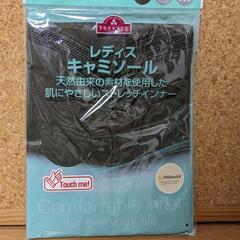 TOPVALU
レディス
キャミソール
天然由来の素材を使用した
肌にやさしいストレッチインナー
Touch me!
Comfortable Inner
for everyday life